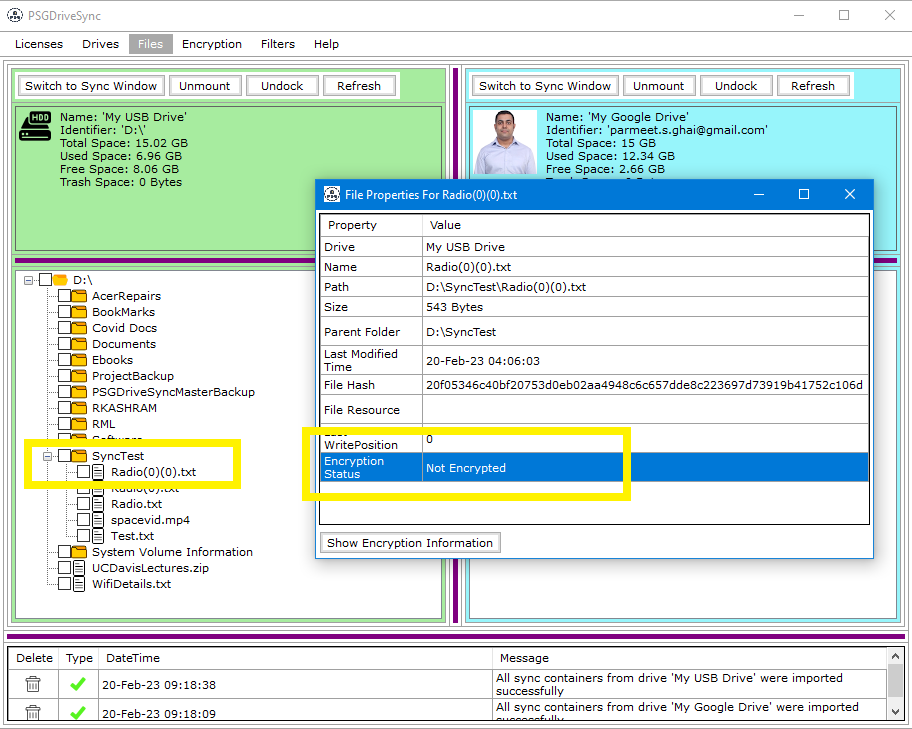 PSGDriveSync
Licenses Drives Files Encryption Filters Help
Switch to Sync Window Unmount Undock Refresh
HDD
Name: 'My USB Drive'
Identifier: 'D:\'
Total Space: 15.02 GB
Used Space: 6.96 GB
Free Space: 8.06 GB
Trash Space: 0 Bytes
Switch to Sync Window Unmount Undock Refresh
Name: 'My Google Drive'
Identifier: 'parmeet.s.ghai@gmail.com'
Total Space: 15 GB
Used Space: 12.34 GB
Free Space: 2.66 GB
D:\
AcerRepairs
BookMarks
Covid Docs
Documents
Ebooks
ProjectBackup
PSGDriveSyncMasterBackup
RKASHRAM
RML
SyncTest
Radio(0)(0).txt
Radio(0).txt
Radio.txt
spacevid.mp4
Test.txt
System Volume Information
UCDavisLectures.zip
WifiDetails.txt
File Properties For Radio(0)(0).txt
Property Value
Drive My USB Drive
Name Radio(0)(0).txt
Path D:\SyncTest\Radio(0)(0).txt
Size 543 Bytes
Parent Folder D:\SyncTest
Last Modified
Time 20-Feb-23 04:06:03
File Hash 20f05346c40bf20753d0eb02aa4948c6c657dde8c223697d73919b41752c106d
File Resource
WritePosition 0
Encryption
Status Not Encrypted
Show Encryption Information
Delete Type DateTime Message
20-Feb-23 09:18:38 All sync containers from drive 'My USB Drive' were imported
successfully
20-Feb-23 09:18:09 All sync containers from drive 'My Google Drive' were imported
successfully